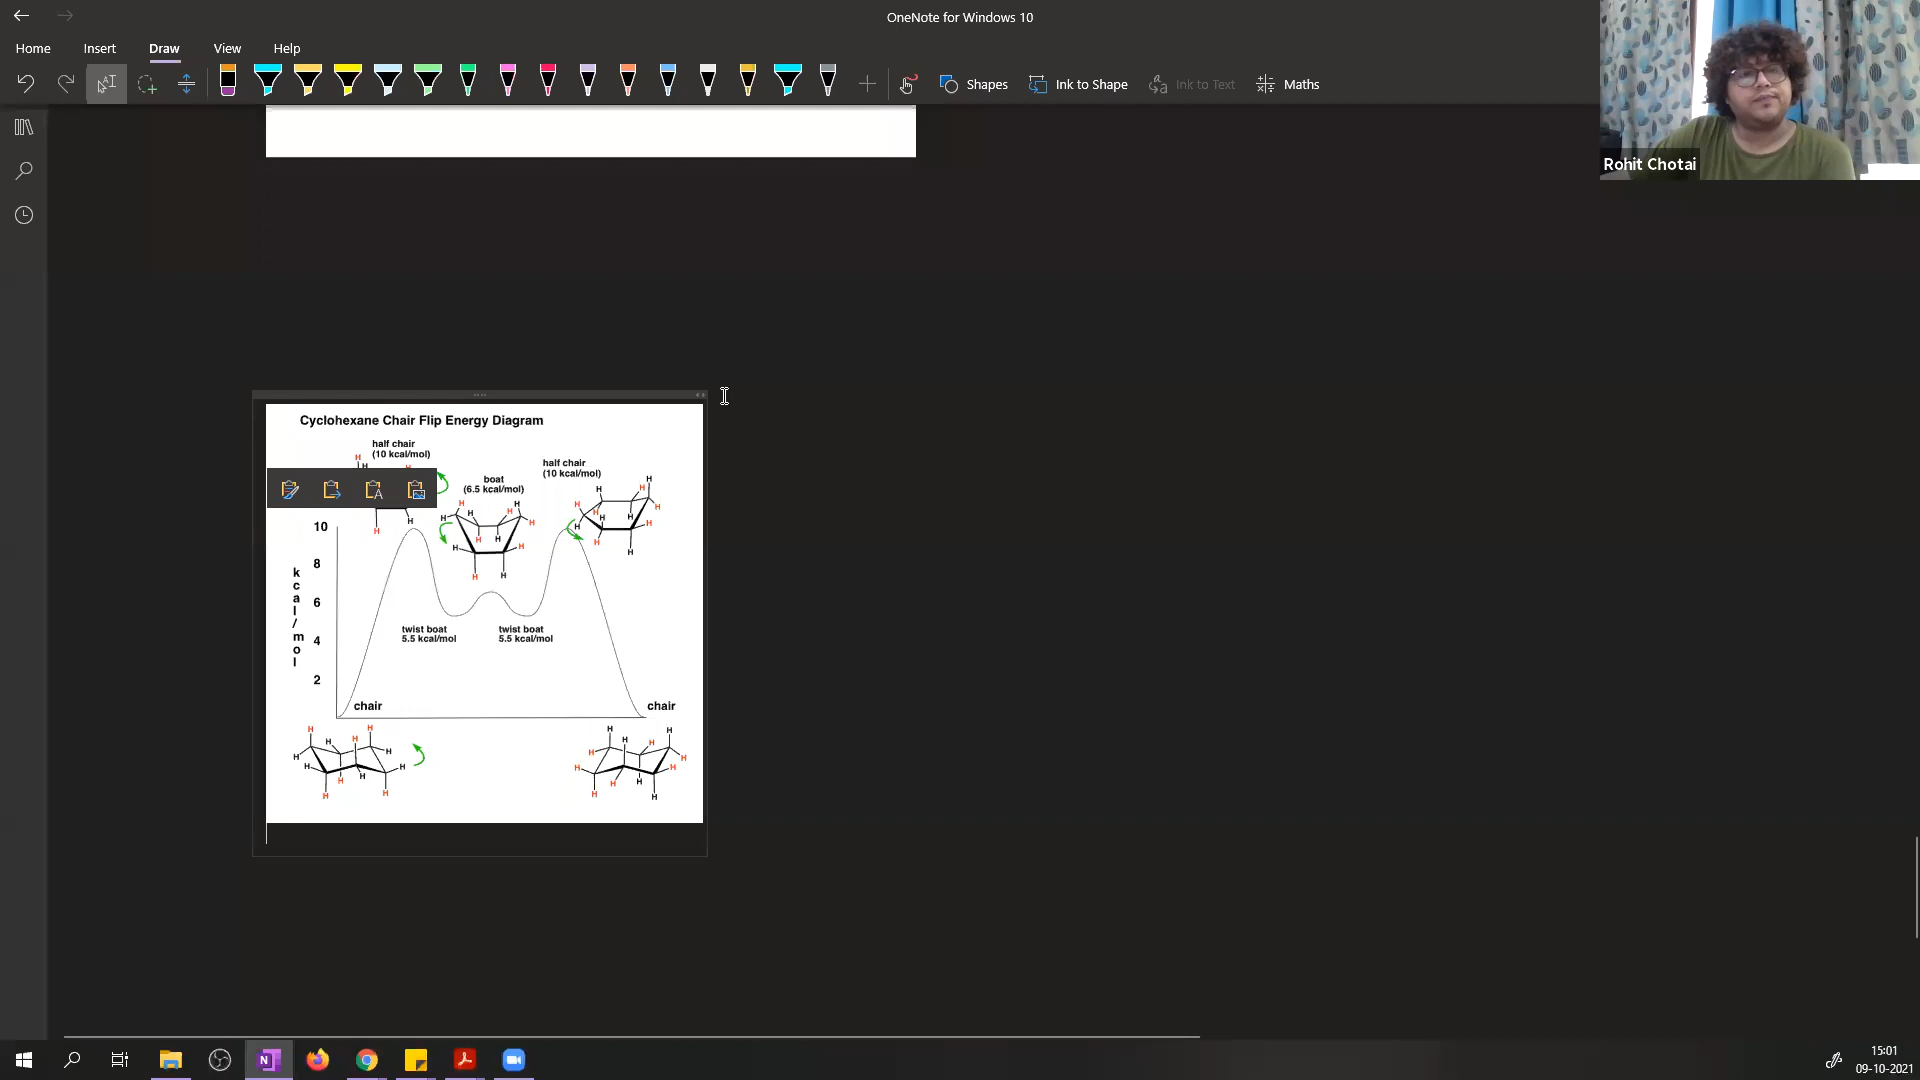 OneNote for Windows 10
Home Insert Draw View Help
Shapes
Ink to Shape
Ink to Text
Maths
Rohit Chotai
Cyclohexane Chair Flip Energy Diagram
half chair
(10 kcal/mol)
boat
(6.5 kcal/mol)
half chair
(10 kcal/mol)
10
8
6
4
2
kcal/mol
twist boat
5.5 kcal/mol
twist boat
5.5 kcal/mol
chair
chair
15:01
09-10-2021